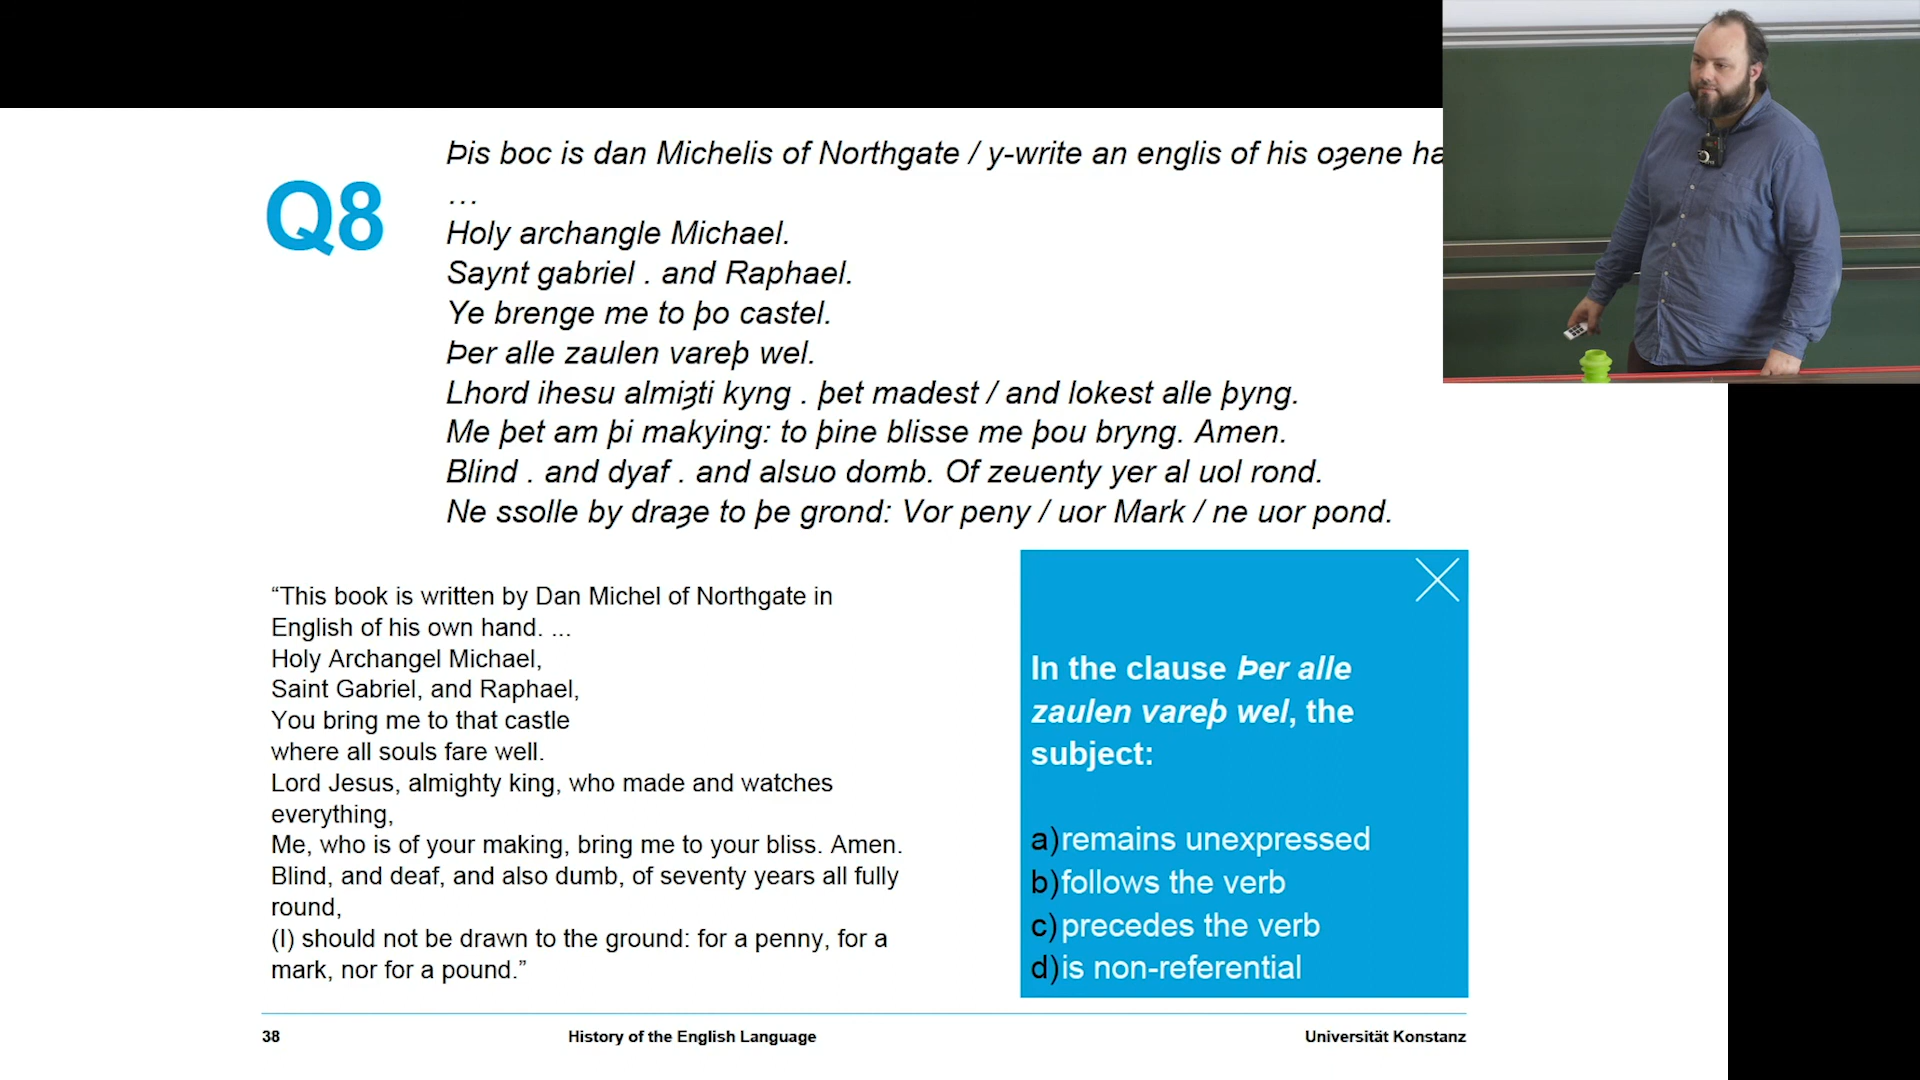 Q8
Þis boc is dan Michelis of Northgate / y-write an englis of his oȝene
…
Holy archangle Michael.
Saynt gabriel . and Raphael.
Ye brenge me to þo castel.
Þer alle zaulen vareþ wel.
Lhord ihesu almiȝti kyng . þet madest / and lokest alle þyng.
Me þet am þi makying: to þine blisse me þou bryng. Amen.
Blind . and dyaf . and alsuo domb. Of zeuenty yer al uol rond.
Ne ssolle by draȝe to þe grond: Vor peny / uor Mark / ne uor pond.
“This book is written by Dan Michel of Northgate in
English of his own hand. ...
Holy Archangel Michael,
Saint Gabriel, and Raphael,
You bring me to that castle
where all souls fare well.
Lord Jesus, almighty king, who made and watches
everything,
Me, who is of your making, bring me to your bliss. Amen.
Blind, and deaf, and also dumb, of seventy years all fully
round,
(I) should not be drawn to the ground: for a penny, for a
mark, nor for a pound.”
In the clause Þer alle
zaulen vareþ wel, the
subject:
a)remains unexpressed
b)follows the verb
c)precedes the verb
d)is non-referential
38
History of the English Language
Universität Konstanz